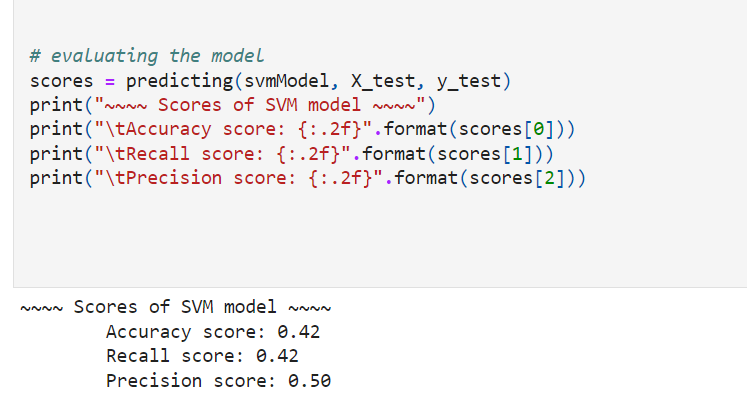 # evaluating the model
scores = predicting(svmModel, X_test, y_test)
print("~~~~ Scores of SVM model ~~~~")
print("\tAccuracy score: {:.2f}".format(scores[0]))
print("\tRecall score: {:.2f}".format(scores[1]))
print("\tPrecision score: {:.2f}".format(scores[2]))
~~~~ Scores of SVM model ~~~~
Accuracy score: 0.42
Recall score: 0.42
Precision score: 0.50